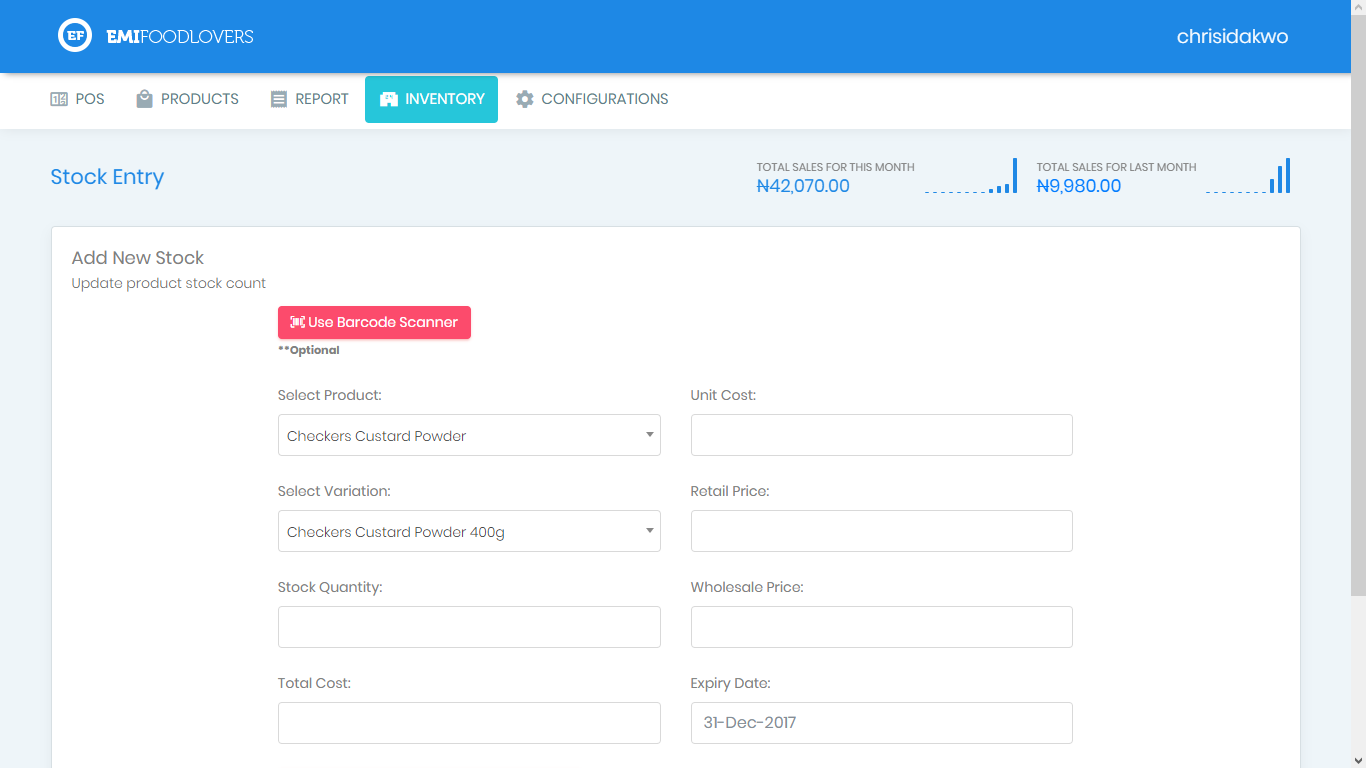 EF EMIFOODLOVERS
chrisidakwo
POS PRODUCTS REPORT INVENTORY CONFIGURATIONS
Stock Entry
TOTAL SALES FOR THIS MONTH
₦42,070.00
TOTAL SALES FOR LAST MONTH
₦9,980.00
Add New Stock
Update product stock count
Use Barcode Scanner
**Optional
Select Product:
Checkers Custard Powder
Unit Cost:
Select Variation:
Checkers Custard Powder 400g
Retail Price:
Stock Quantity:
Wholesale Price:
Total Cost:
Expiry Date:
31-Dec-2017